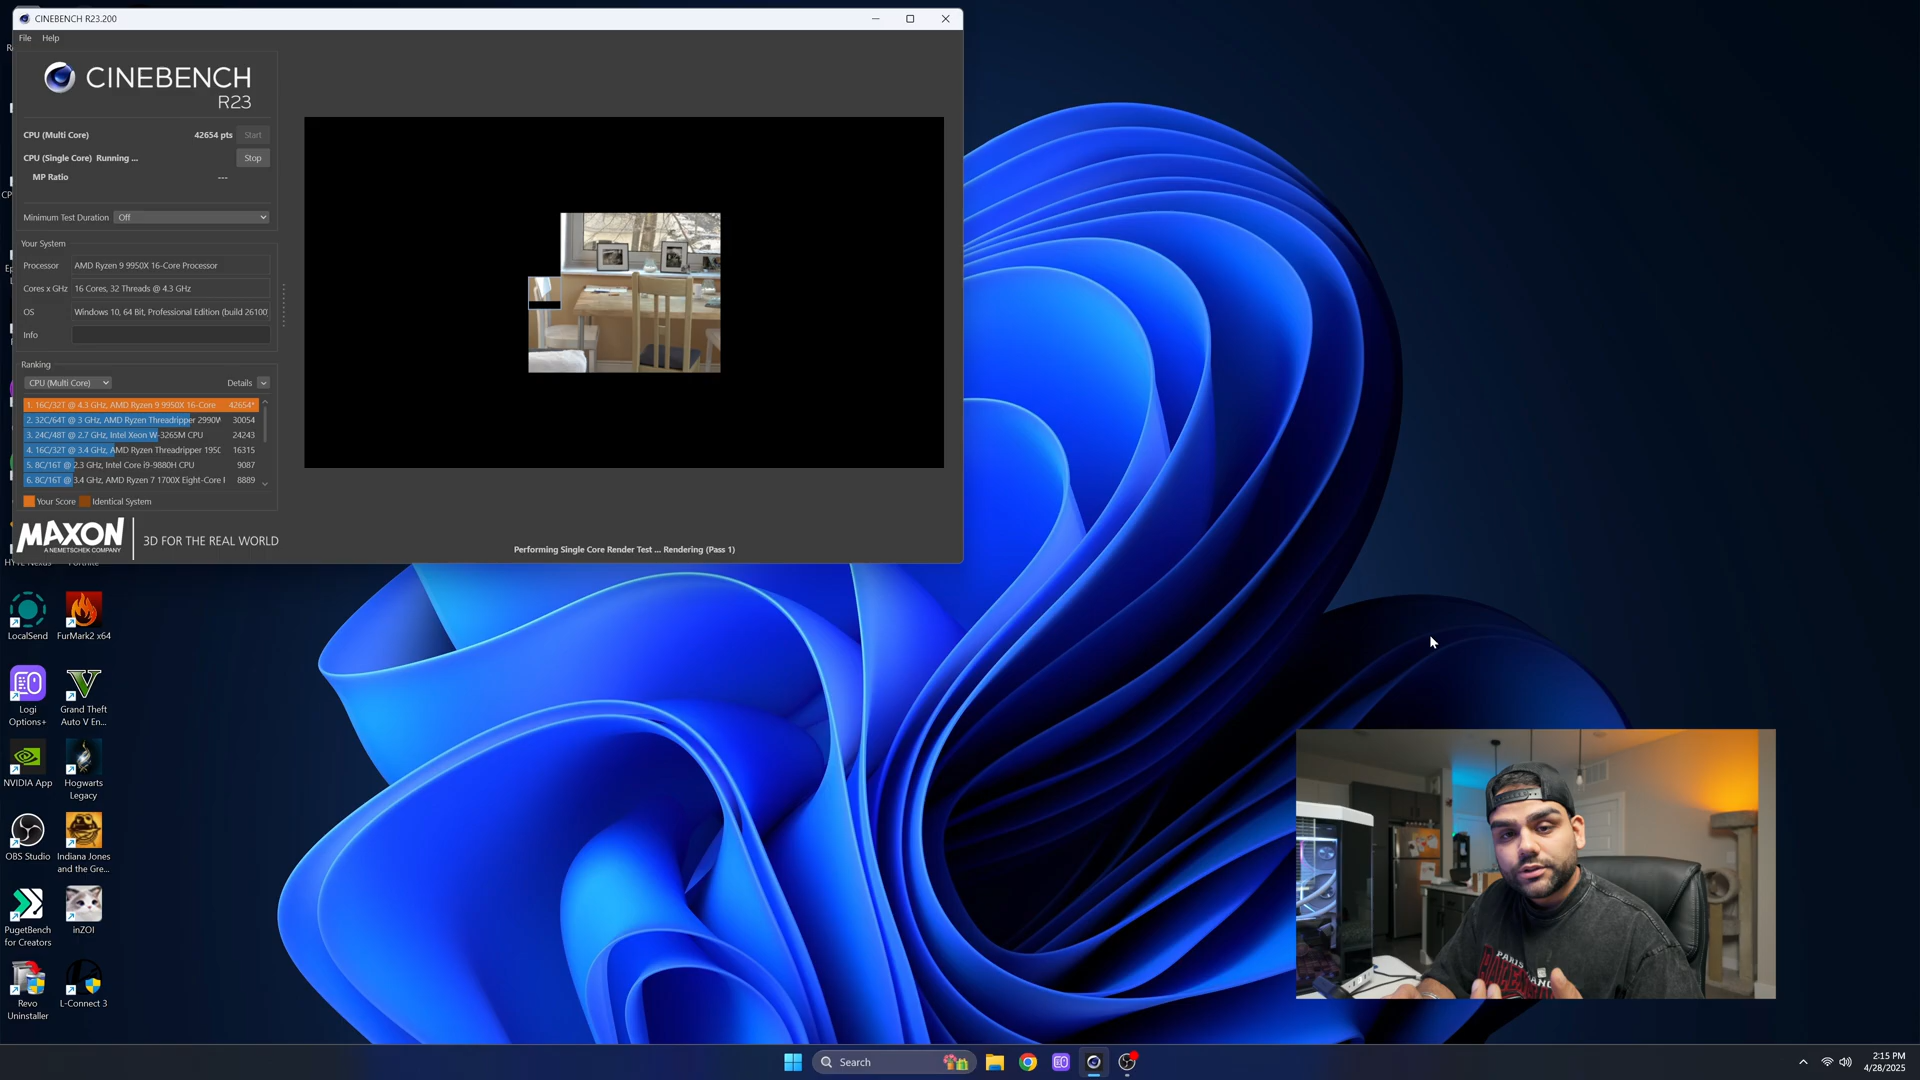 CINEBENCH R23.200
File Help
CINEBENCH
R23
CPU (Multi Core) 42654 pts Start
CPU (Single Core) Running ... Stop
MP Ratio ---
Minimum Test Duration Off
Your System
Processor AMD Ryzen 9 9950X 16-Core Processor
Cores x GHz 16 Cores, 32 Threads @ 4.3 GHz
OS Windows 10, 64 Bit, Professional Edition (build 26100)
Info
Ranking
CPU (Multi Core) Details
1. 16C/32T @ 4.3 GHz, AMD Ryzen 9 9950X 16-Core 42654*
2. 32C/64T @ 3 GHz, AMD Ryzen Threadripper 2990W 30054
3. 24C/48T @ 2.7 GHz, Intel Xeon W-3265M CPU 24243
4. 16C/32T @ 3.4 GHz, AMD Ryzen Threadripper 195 16315
5. 8C/16T @ 2.3 GHz, Intel Core i9-9880H CPU 9087
6. 8C/16T @ 3.4 GHz, AMD Ryzen 7 1700X Eight-Core 8889
Your Score Identical System
MAXON
A NEMETSCHEK COMPANY
3D FOR THE REAL WORLD
Performing Single Core Render Test ... Rendering (Pass 1)
LocalSend
FurMark2 x64
Logi
Options+
Grand Theft
Auto V En...
NVIDIA App
Hogwarts
Legacy
OBS Studio
Indiana Jones
and the Gre...
PugetBench
for Creators
inZOI
Revo
Uninstaller
L-Connect 3
Search
2:15 PM
4/28/2025